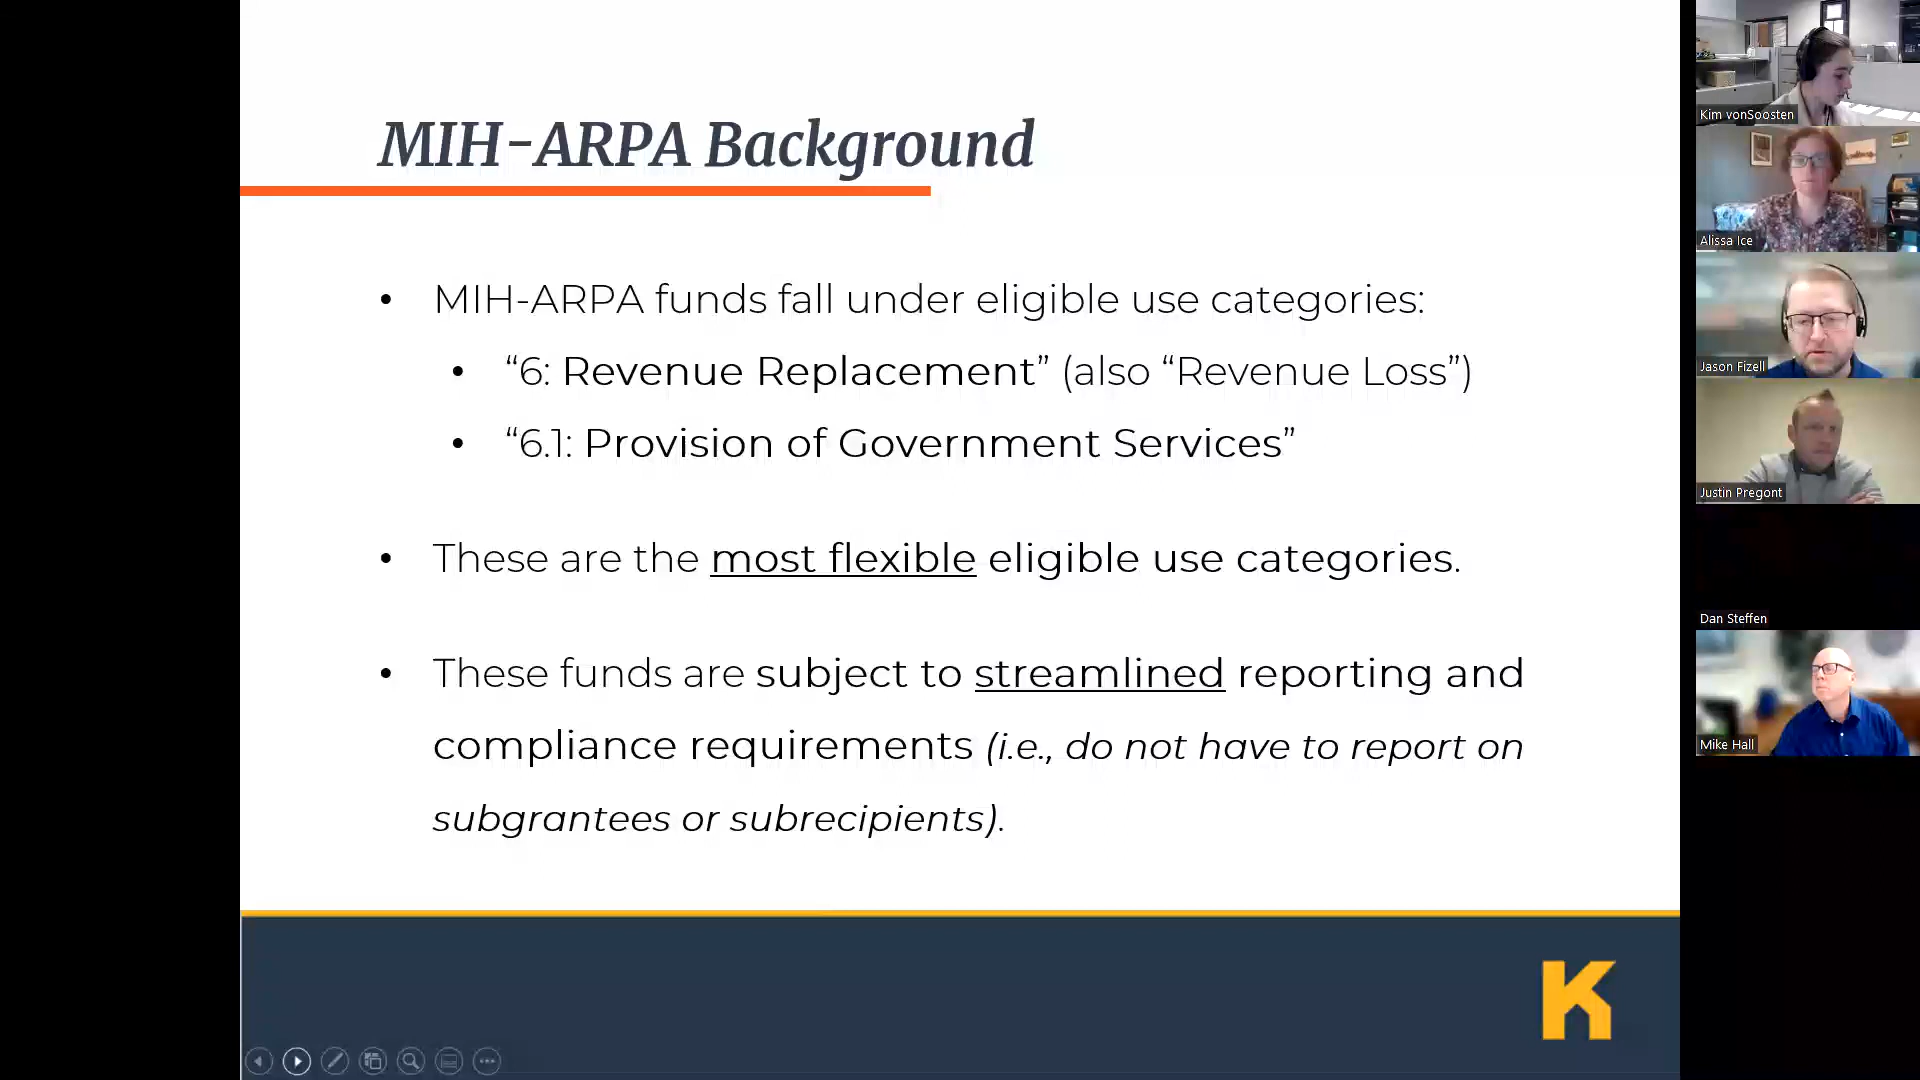 MIH-ARPA Background
• MIH-ARPA funds fall under eligible use categories:
• “6: Revenue Replacement” (also “Revenue Loss”)
• “6.1: Provision of Government Services”
• These are the most flexible eligible use categories.
• These funds are subject to streamlined reporting and
compliance requirements (i.e., do not have to report on
subgrantees or subrecipients).
K
Kim vonSoosten
Alissa Ice
Jason Fizell
Justin Pregont
Dan Steffen
Mike Hall